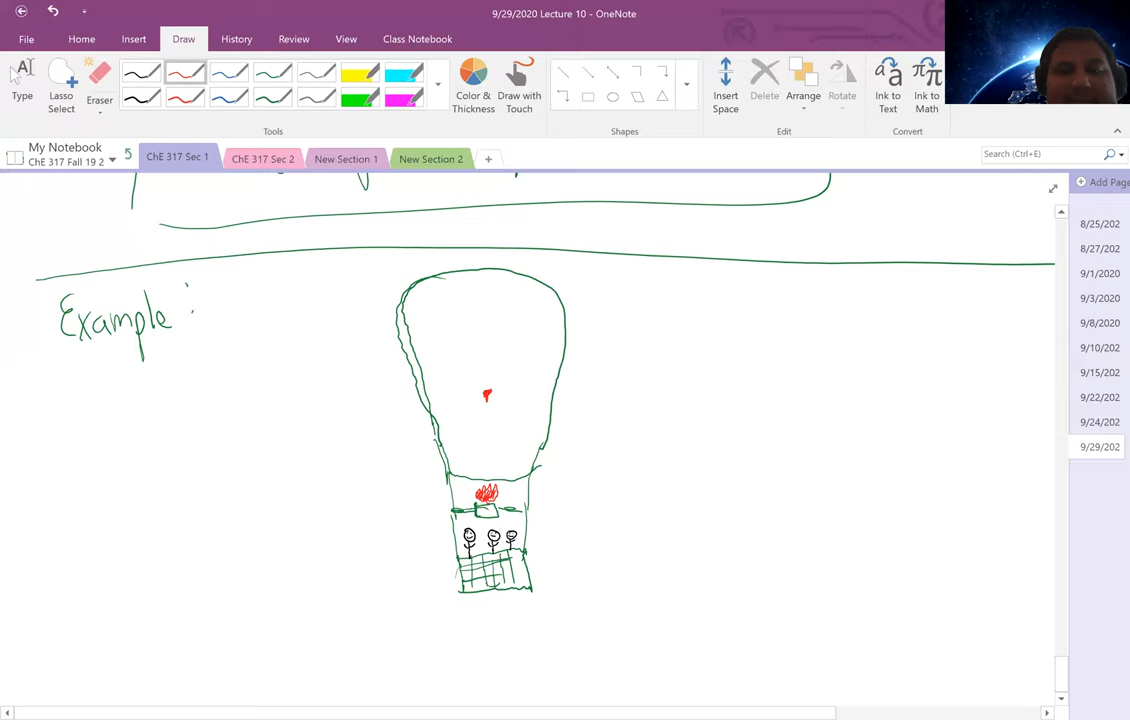 9/29/2020 Lecture 10 - OneNote
File Home Insert Draw History Review View Class Notebook
Type
Lasso Select
Eraser
Color & Thickness
Draw with Touch
Insert Space
Delete
Arrange
Rotate
Ink to Text
Ink to Math
Tools Shapes Edit Convert
My Notebook
ChE 317 Fall 19 2
ChE 317 Sec 1 ChE 317 Sec 2 New Section 1 New Section 2 +
Search (Ctrl+E)
Add Page
8/25/202
8/27/202
9/1/2020
9/3/2020
9/8/2020
9/10/202
9/15/202
9/22/202
9/24/202
9/29/202
Example :